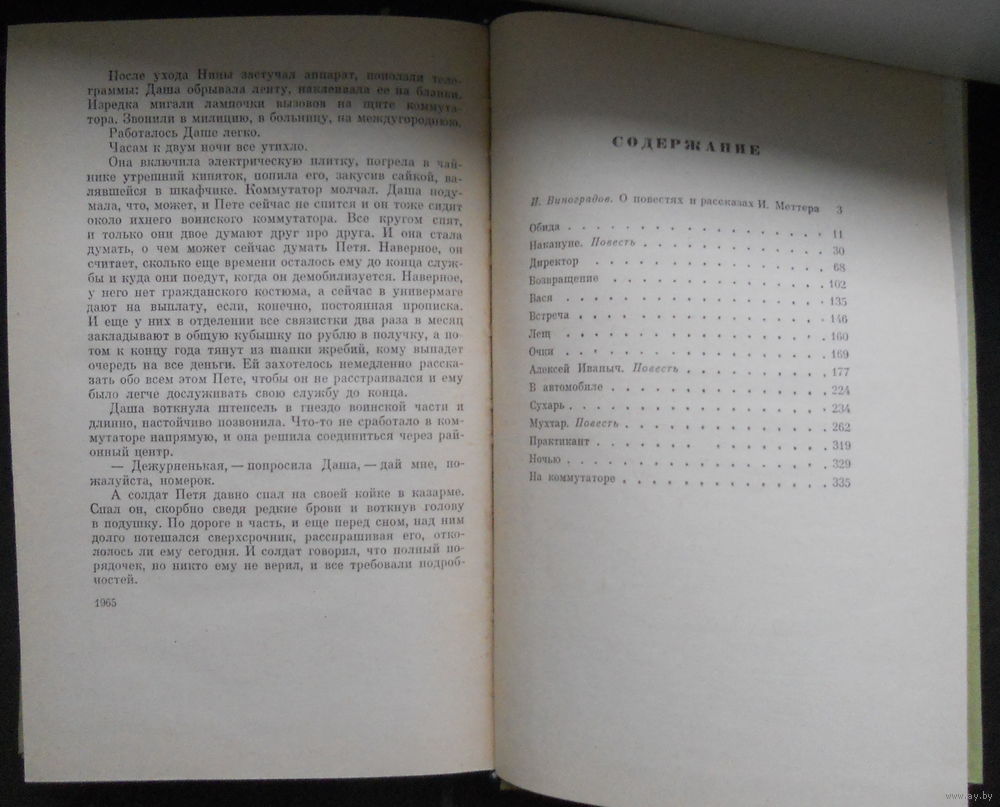 После ухода Нины застучал аппарат, поползли теле-
граммы: Даша обрывала ленту, наклеивала ее на бланки.
Изредка мигали лампочки вызовов на щите коммута-
тора. Звонили в милицию, в больницу, на междугороднюю.
Работалось Даше легко.
Часам к двум ночи все утихло.
Она включила электрическую плитку, погрела в чай-
нике утрешний кипяток, попила его, закусив сайкой, ва-
лявшейся в шкафчике. Коммутатор молчал. Даша поду-
мала, что, может, и Пете сейчас не спится и он тоже сидит
около ихнего воинского коммутатора. Все кругом спят,
и только они двое думают друг про друга. И она стала
думать, о чем может сейчас думать Петя. Наверное, он
считает, сколько еще времени осталось ему до конца служ-
бы и куда они поедут, когда он демобилизуется. Наверное,
у него нет гражданского костюма, а сейчас в универмаге
дают на выплату, если, конечно, постоянная прописка.
И еще у них в отделении все связистки два раза в месяц
закладывают в общую кубышку по рублю в получку, а по-
том к концу года тянут из шапки жребий, кому выпадет
очередь на все деньги. Ей захотелось немедленно расска-
зать обо всем этом Пете, чтобы он не расстраивался и ему
было легче дослуживать свою службу до конца.
Даша воткнула штепсель в гнездо воинской части и
длинно, настойчиво позвонила. Что-то не сработало в ком-
мутаторе напрямую, и она решила соединиться через рай-
онный центр.
— Дежурненькая, — попросила Даша, — дай мне, по-
жалуйста, номерок.
А солдат Петя давно спал на своей койке в казарме.
Спал он, скорбно сведя редкие брови и воткнув голову
в подушку. По дороге в часть, и еще перед сном, над ним
долго потешался сверхсрочник, расспрашивая его, отко-
лолось ли ему сегодня. И солдат говорил, что полный по-
рядочек, но никто ему не верил, и все требовали подроб-
ностей.
1965
СОДЕРЖАНИЕ
И. Виноградов. О повестях и рассказах И. Меттера 3
Обида . . . . . . . . . . . . . . . 11
Накануне. Повесть . . . . . . . . . . . 30
Директор . . . . . . . . . . . . . 68
Возвращение . . . . . . . . . . . . . 102
Вася . . . . . . . . . . . . . . . 135
Встреча . . . . . . . . . . . . . . 146
Лещ . . . . . . . . . . . . . . . 160
Очки . . . . . . . . . . . . . . . 169
Алексей Иваныч. Повесть . . . . . . . . . 177
В автомобиле . . . . . . . . . . . . . 224
Сухарь . . . . . . . . . . . . . . . 234
Мухтар. Повесть . . . . . . . . . . . . 262
Практикант . . . . . . . . . . . . . 319
Ночью . . . . . . . . . . . . . . . 329
На коммутаторе . . . . . . . . . . . . 335
www.ay.by